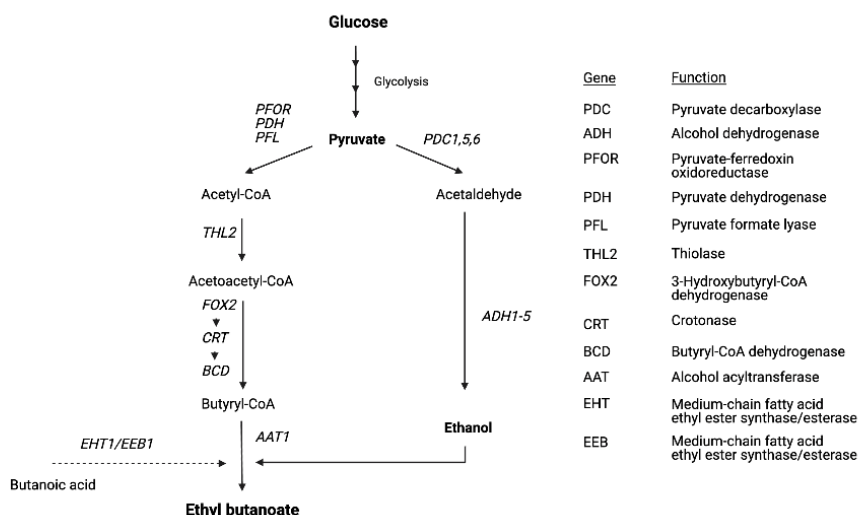 Glucose
Glycolysis
PFOR
PDH
PFL
Pyruvate
PDC1,5,6
Acetyl-CoA
Acetaldehyde
THL2
Acetoacetyl-CoA
FOX2
CRT
BCD
ADH1-5
Butyryl-CoA
Ethanol
EHT1/EEB1
AAT1
Butanoic acid
Ethyl butanoate
Gene Function
PDC Pyruvate decarboxylase
ADH Alcohol dehydrogenase
PFOR Pyruvate-ferredoxin
oxidoreductase
PDH Pyruvate dehydrogenase
PFL Pyruvate formate lyase
THL2 Thiolase
FOX2 3-Hydroxybutyryl-CoA
dehydrogenase
CRT Crotonase
BCD Butyryl-CoA dehydrogenase
AAT Alcohol acyltransferase
EHT Medium-chain fatty acid
ethyl ester synthase/esterase
EEB Medium-chain fatty acid
ethyl ester synthase/esterase